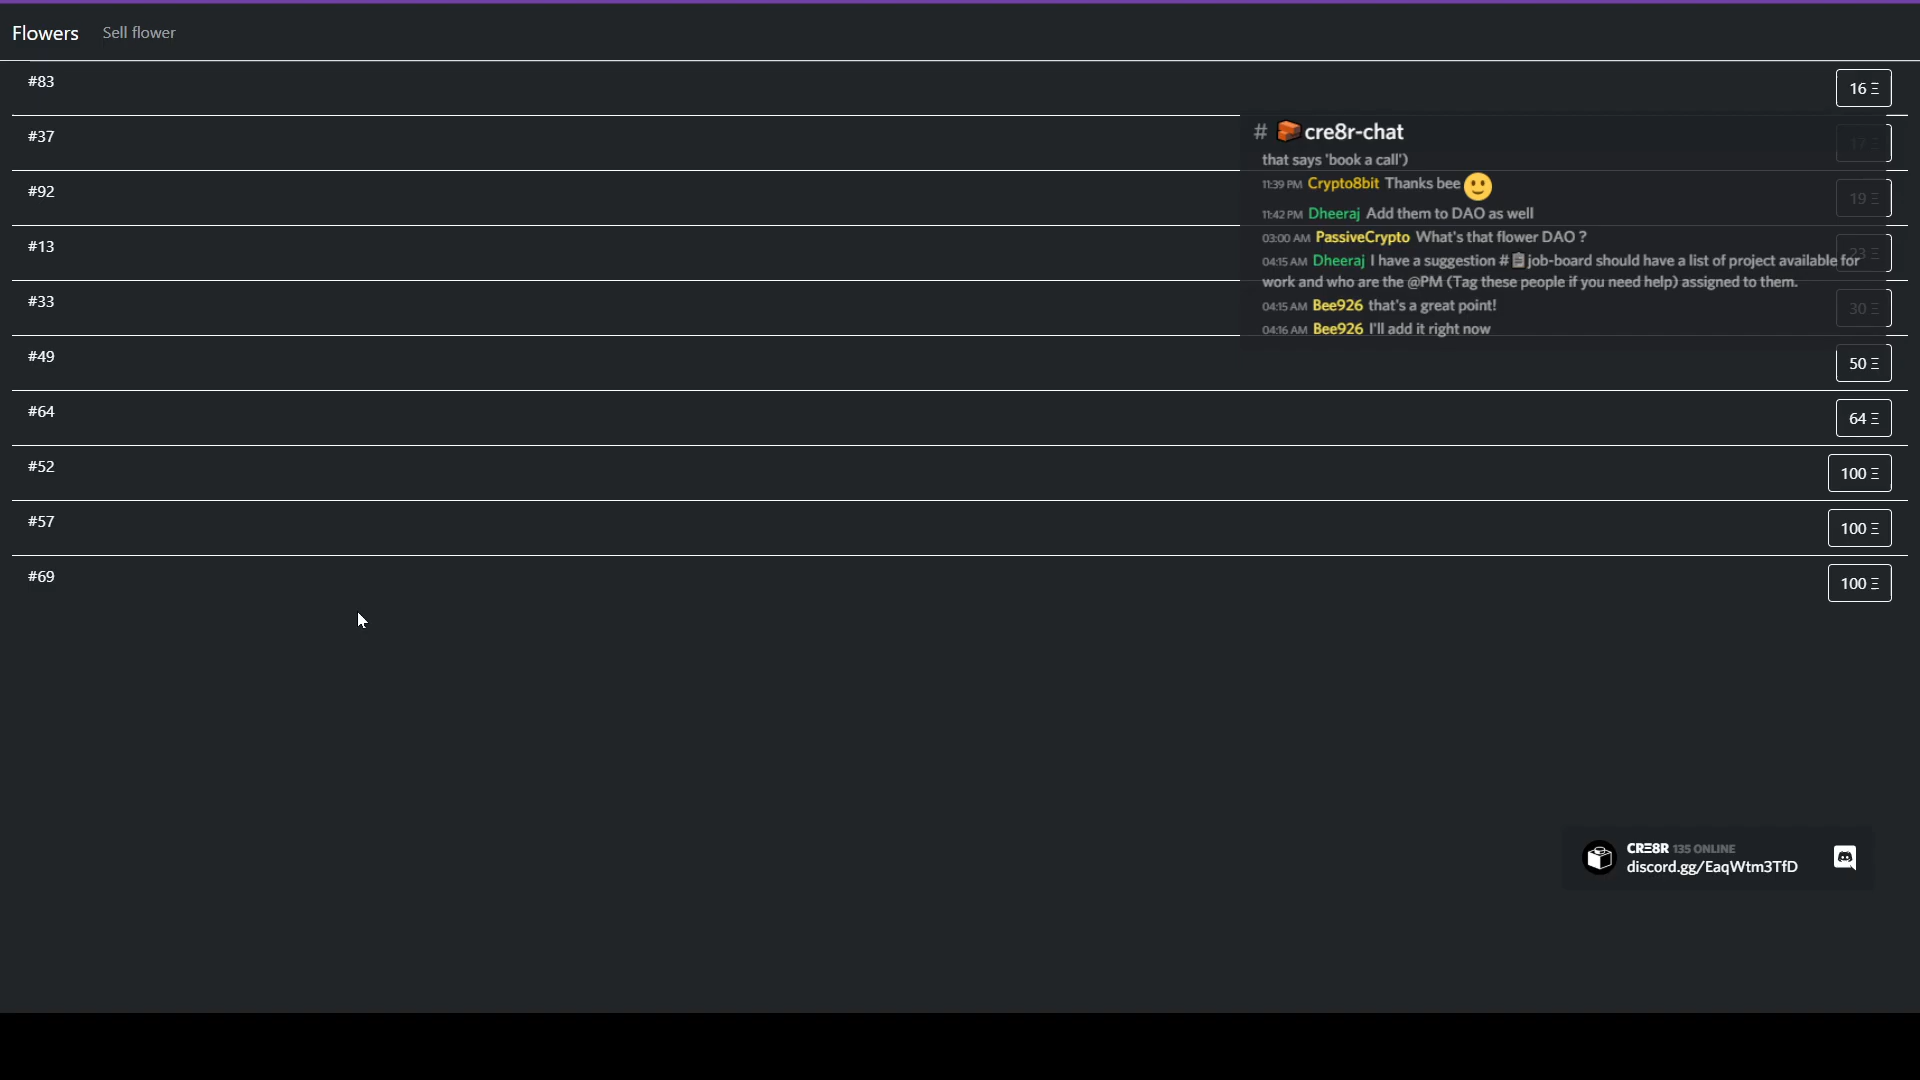 Flowers Sell flower
#83 16 Ξ
#37 17 Ξ
# cre8r-chat
that says 'book a call')
#92 19 Ξ
11:39 PM Crypto8bit Thanks bee
11:42 PM Dheeraj Add them to DAO as well
#13 23 Ξ
03:00 AM PassiveCrypto What's that flower DAO ?
04:15 AM Dheeraj I have a suggestion # job-board should have a list of project available for
work and who are the @PM (Tag these people if you need help) assigned to them.
#33 30 Ξ
04:15 AM Bee926 that's a great point!
04:16 AM Bee926 I'll add it right now
#49 50 Ξ
#64 64 Ξ
#52 100 Ξ
#57 100 Ξ
#69 100 Ξ
CRΞ8R 135 ONLINE
discord.gg/EaqWtm3TfD